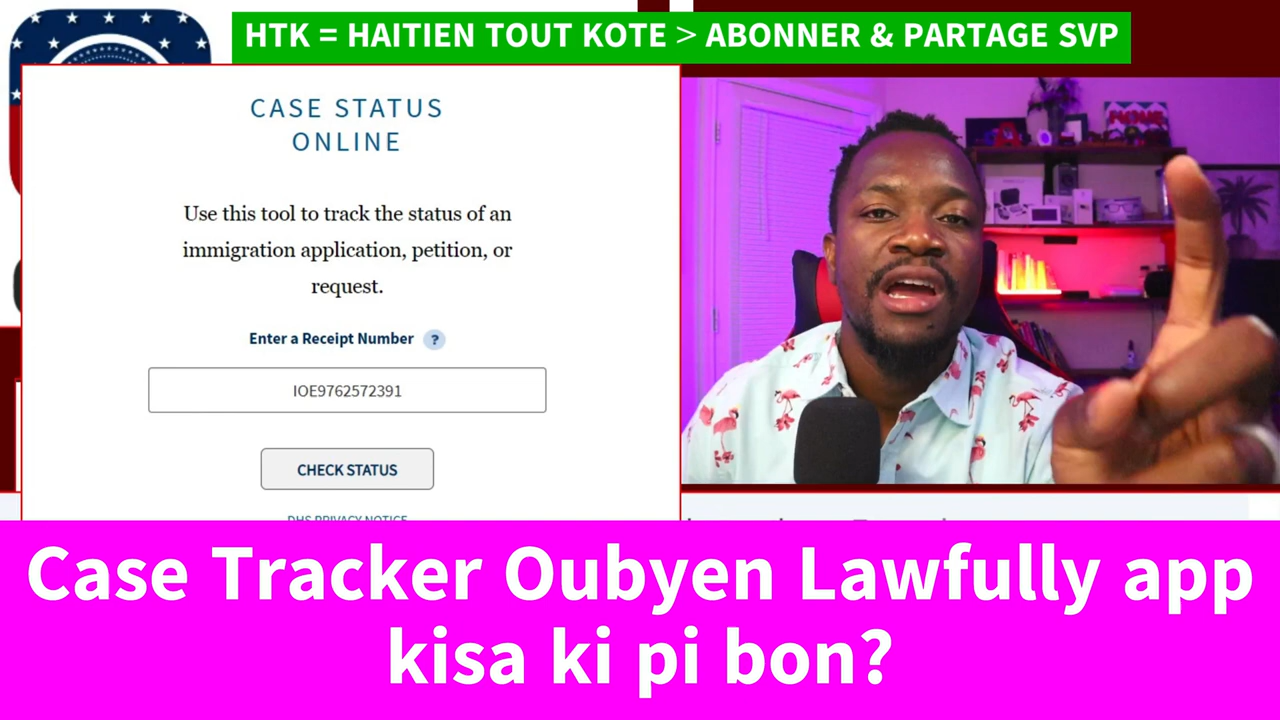 HTK = HAITIEN TOUT KOTE > ABONNER & PARTAGE SVP
CASE STATUS
ONLINE
Use this tool to track the status of an
immigration application, petition, or
request.
Enter a Receipt Number ?
IOE9762572391
CHECK STATUS
DHS PRIVACY NOTICE
Case Tracker Oubyen Lawfully app
kisa ki pi bon?